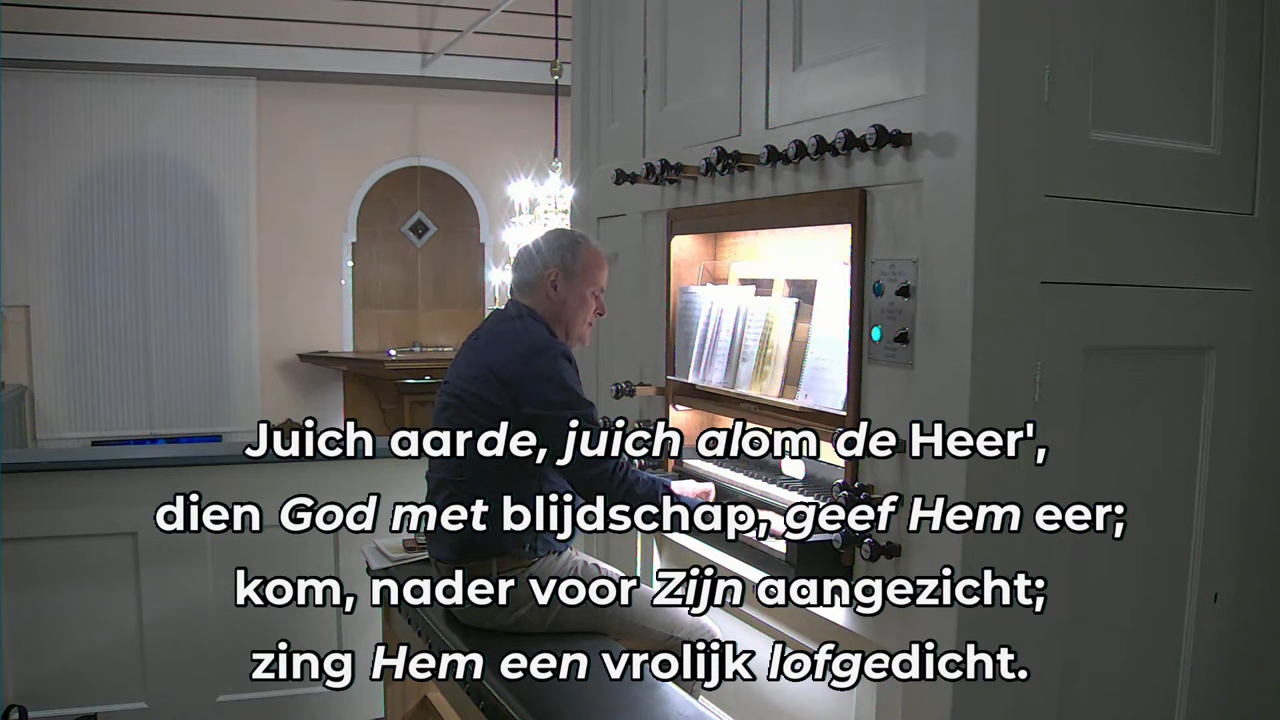 Juich aarde, juich alom de Heer',
dien God met blijdschap, geef Hem eer;
kom, nader voor Zijn aangezicht;
zing Hem een vrolijk lofgedicht.